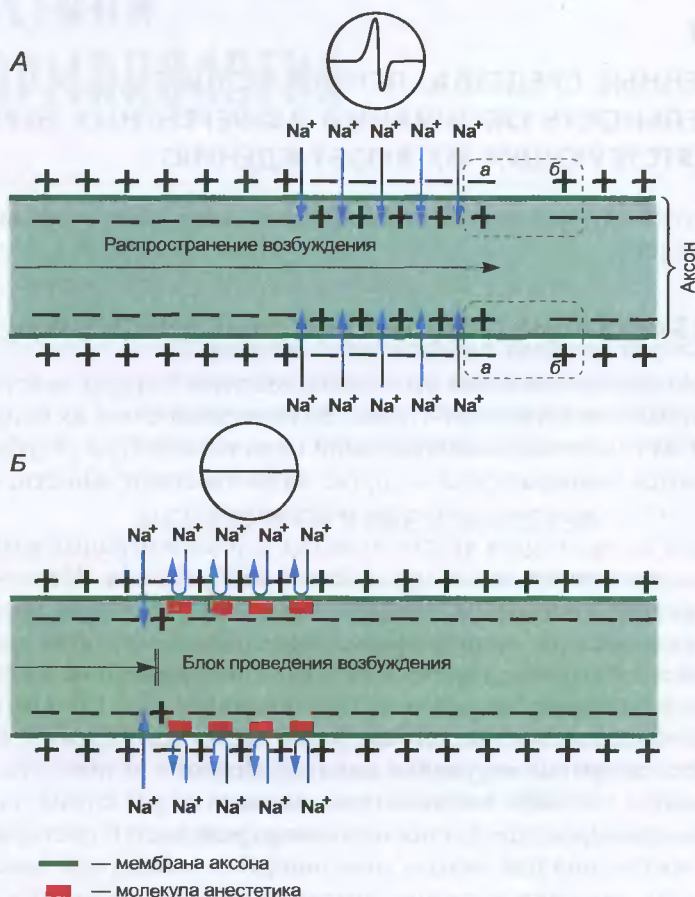 А
Na⁺ Na⁺ Na⁺ Na⁺ Na⁺
+ + + + + + + — — — — — а б + + +
— — — — — — — + + + + +
Распространение возбуждения
Аксон
— — — — — — — + + + + + — — —
+ + + + + + + — — — — — а б + + +
Na⁺ Na⁺ Na⁺ Na⁺ Na⁺
Б
Na⁺ Na⁺ Na⁺ Na⁺ Na⁺
Блок проведения возбуждения
Na⁺ Na⁺ Na⁺ Na⁺ Na⁺
— мембрана аксона
— молекула анестетика